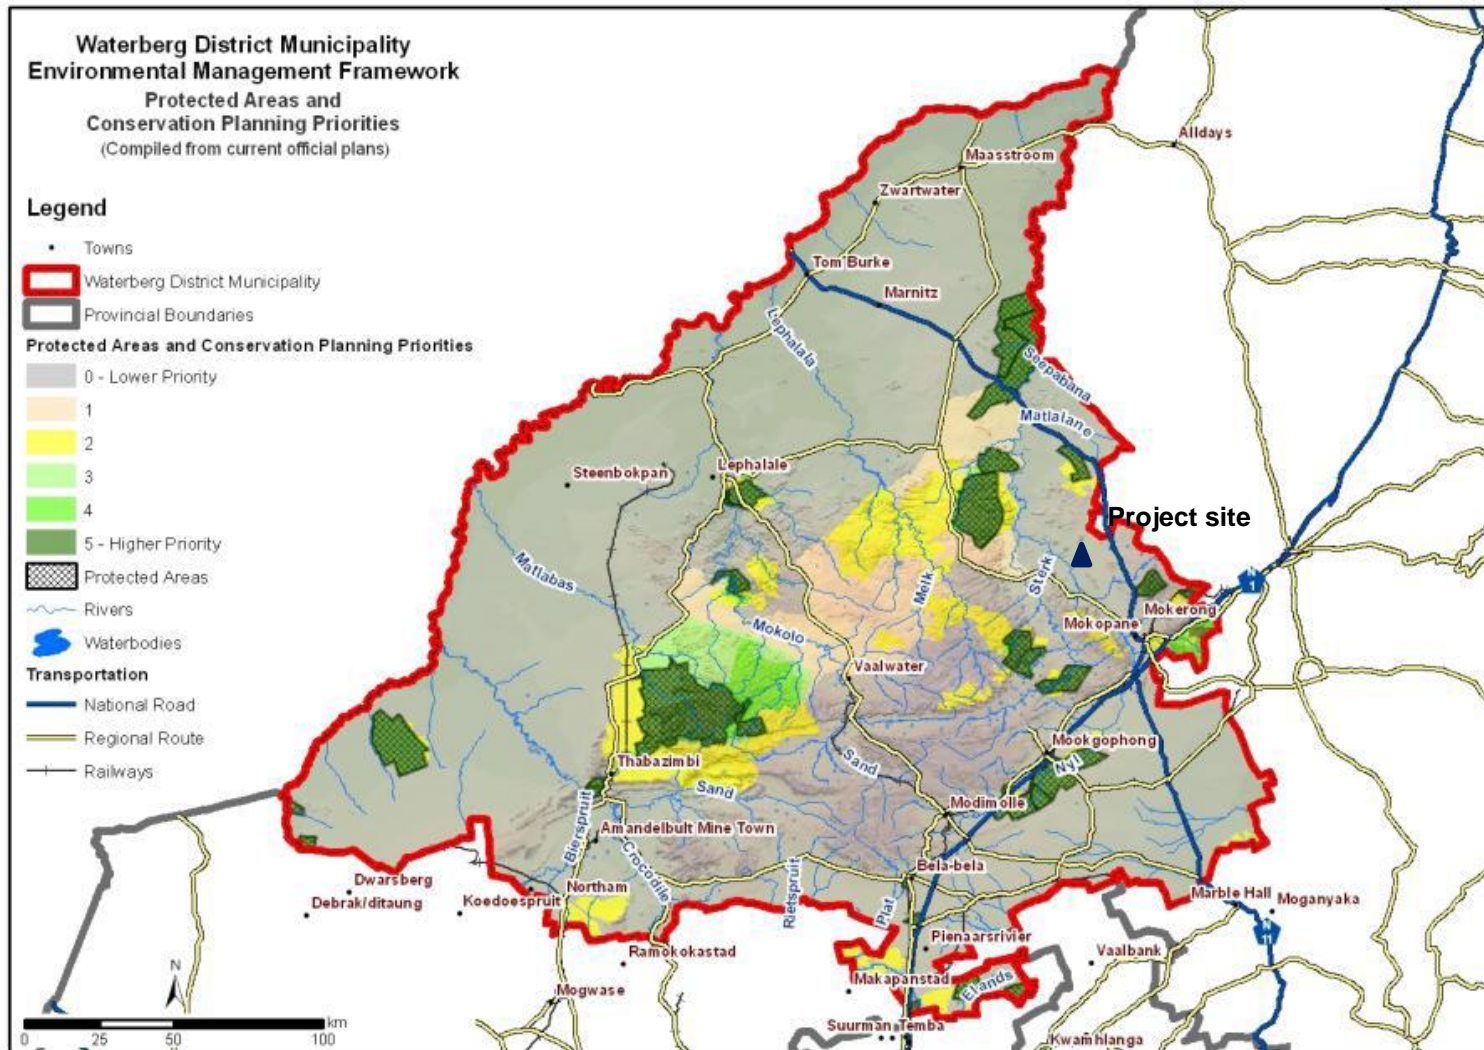 Waterberg District Municipality
Environmental Management Framework
Protected Areas and
Conservation Planning Priorities
(Compiled from current official plans)
Legend
Towns
Waterberg District Municipality
Provincial Boundaries
Protected Areas and Conservation Planning Priorities
0 - Lower Priority
1
2
3
4
5 - Higher Priority
Protected Areas
Rivers
Waterbodies
Transportation
National Road
Regional Route
Railways
N
km
0 25 50 100
Alldays
Maasstroom
Zwartwater
Tom Burke
Marnitz
Lephalala
Seepabana
Matlalane
Steenbokpan
Lephalale
Project site
Matlabas
Melk
Sterk
N
1
Mokerong
Mokopane
Mokolo
Vaalwater
Mookgophong
Nyl
Thabazimbi
Sand
Sand
Modimolle
Bierspruit
Amandelbult Mine Town
Crocodile
Rietspruit
Bela-bela
Dwarsberg
Debrak/ditaung
Koedoespruit
Northam
Plat
Marble Hall
Moganyaka
N
11
Ramokokastad
Pienaarsrivier
Vaalbank
Makapanstad
Elands
Mogwase
Suurman
Temba
Kwamhlanga